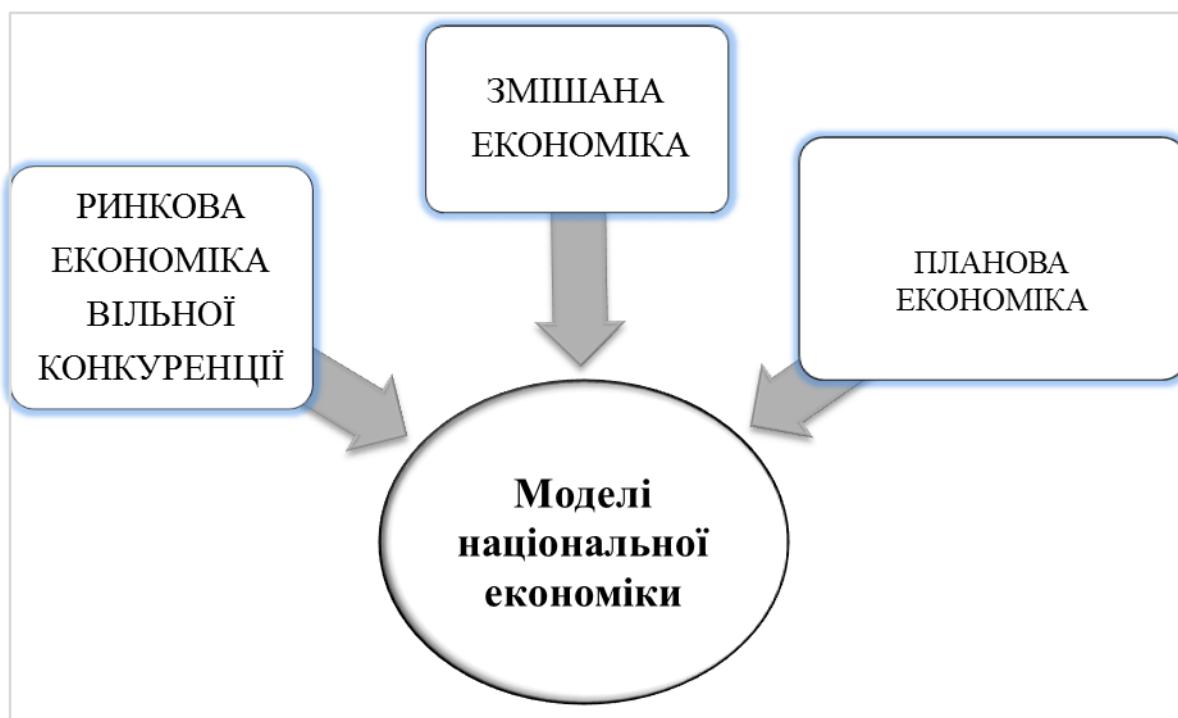 ЗМІШАНА
ЕКОНОМІКА
РИНКОВА
ЕКОНОМІКА
ВІЛЬНОЇ
КОНКУРЕНЦІЇ
ПЛАНОВА
ЕКОНОМІКА
Моделі
національної
економіки